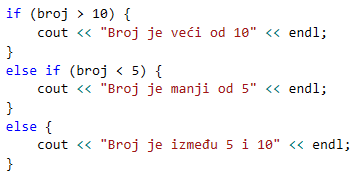 if (broj > 10) {
    cout << "Broj je veći od 10" << endl;
}
else if (broj < 5) {
    cout << "Broj je manji od 5" << endl;
}
else {
    cout << "Broj je između 5 i 10" << endl;
}